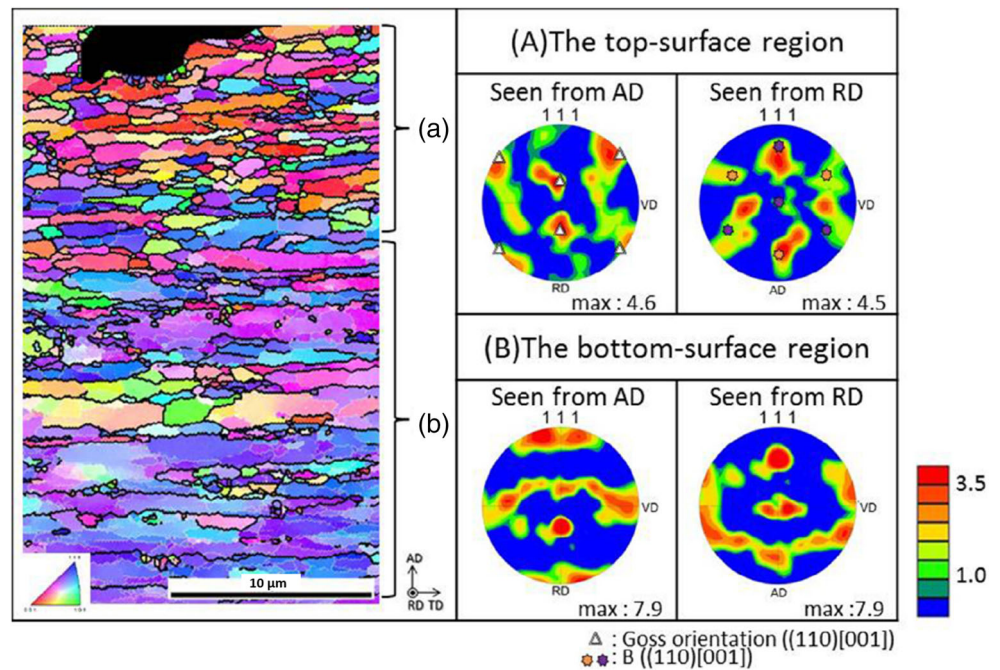 (A)The top-surface region
Seen from AD
1 1 1
VD
RD
max : 4.6
Seen from RD
1 1 1
VD
AD
max : 4.5
(a)
(B)The bottom-surface region
Seen from AD
1 1 1
VD
RD
max : 7.9
Seen from RD
1 1 1
VD
AD
max :7.9
(b)
3.5
1.0
10 μm
AD
RD TD
: Goss orientation ((110)[001])
: B ((110)[001])